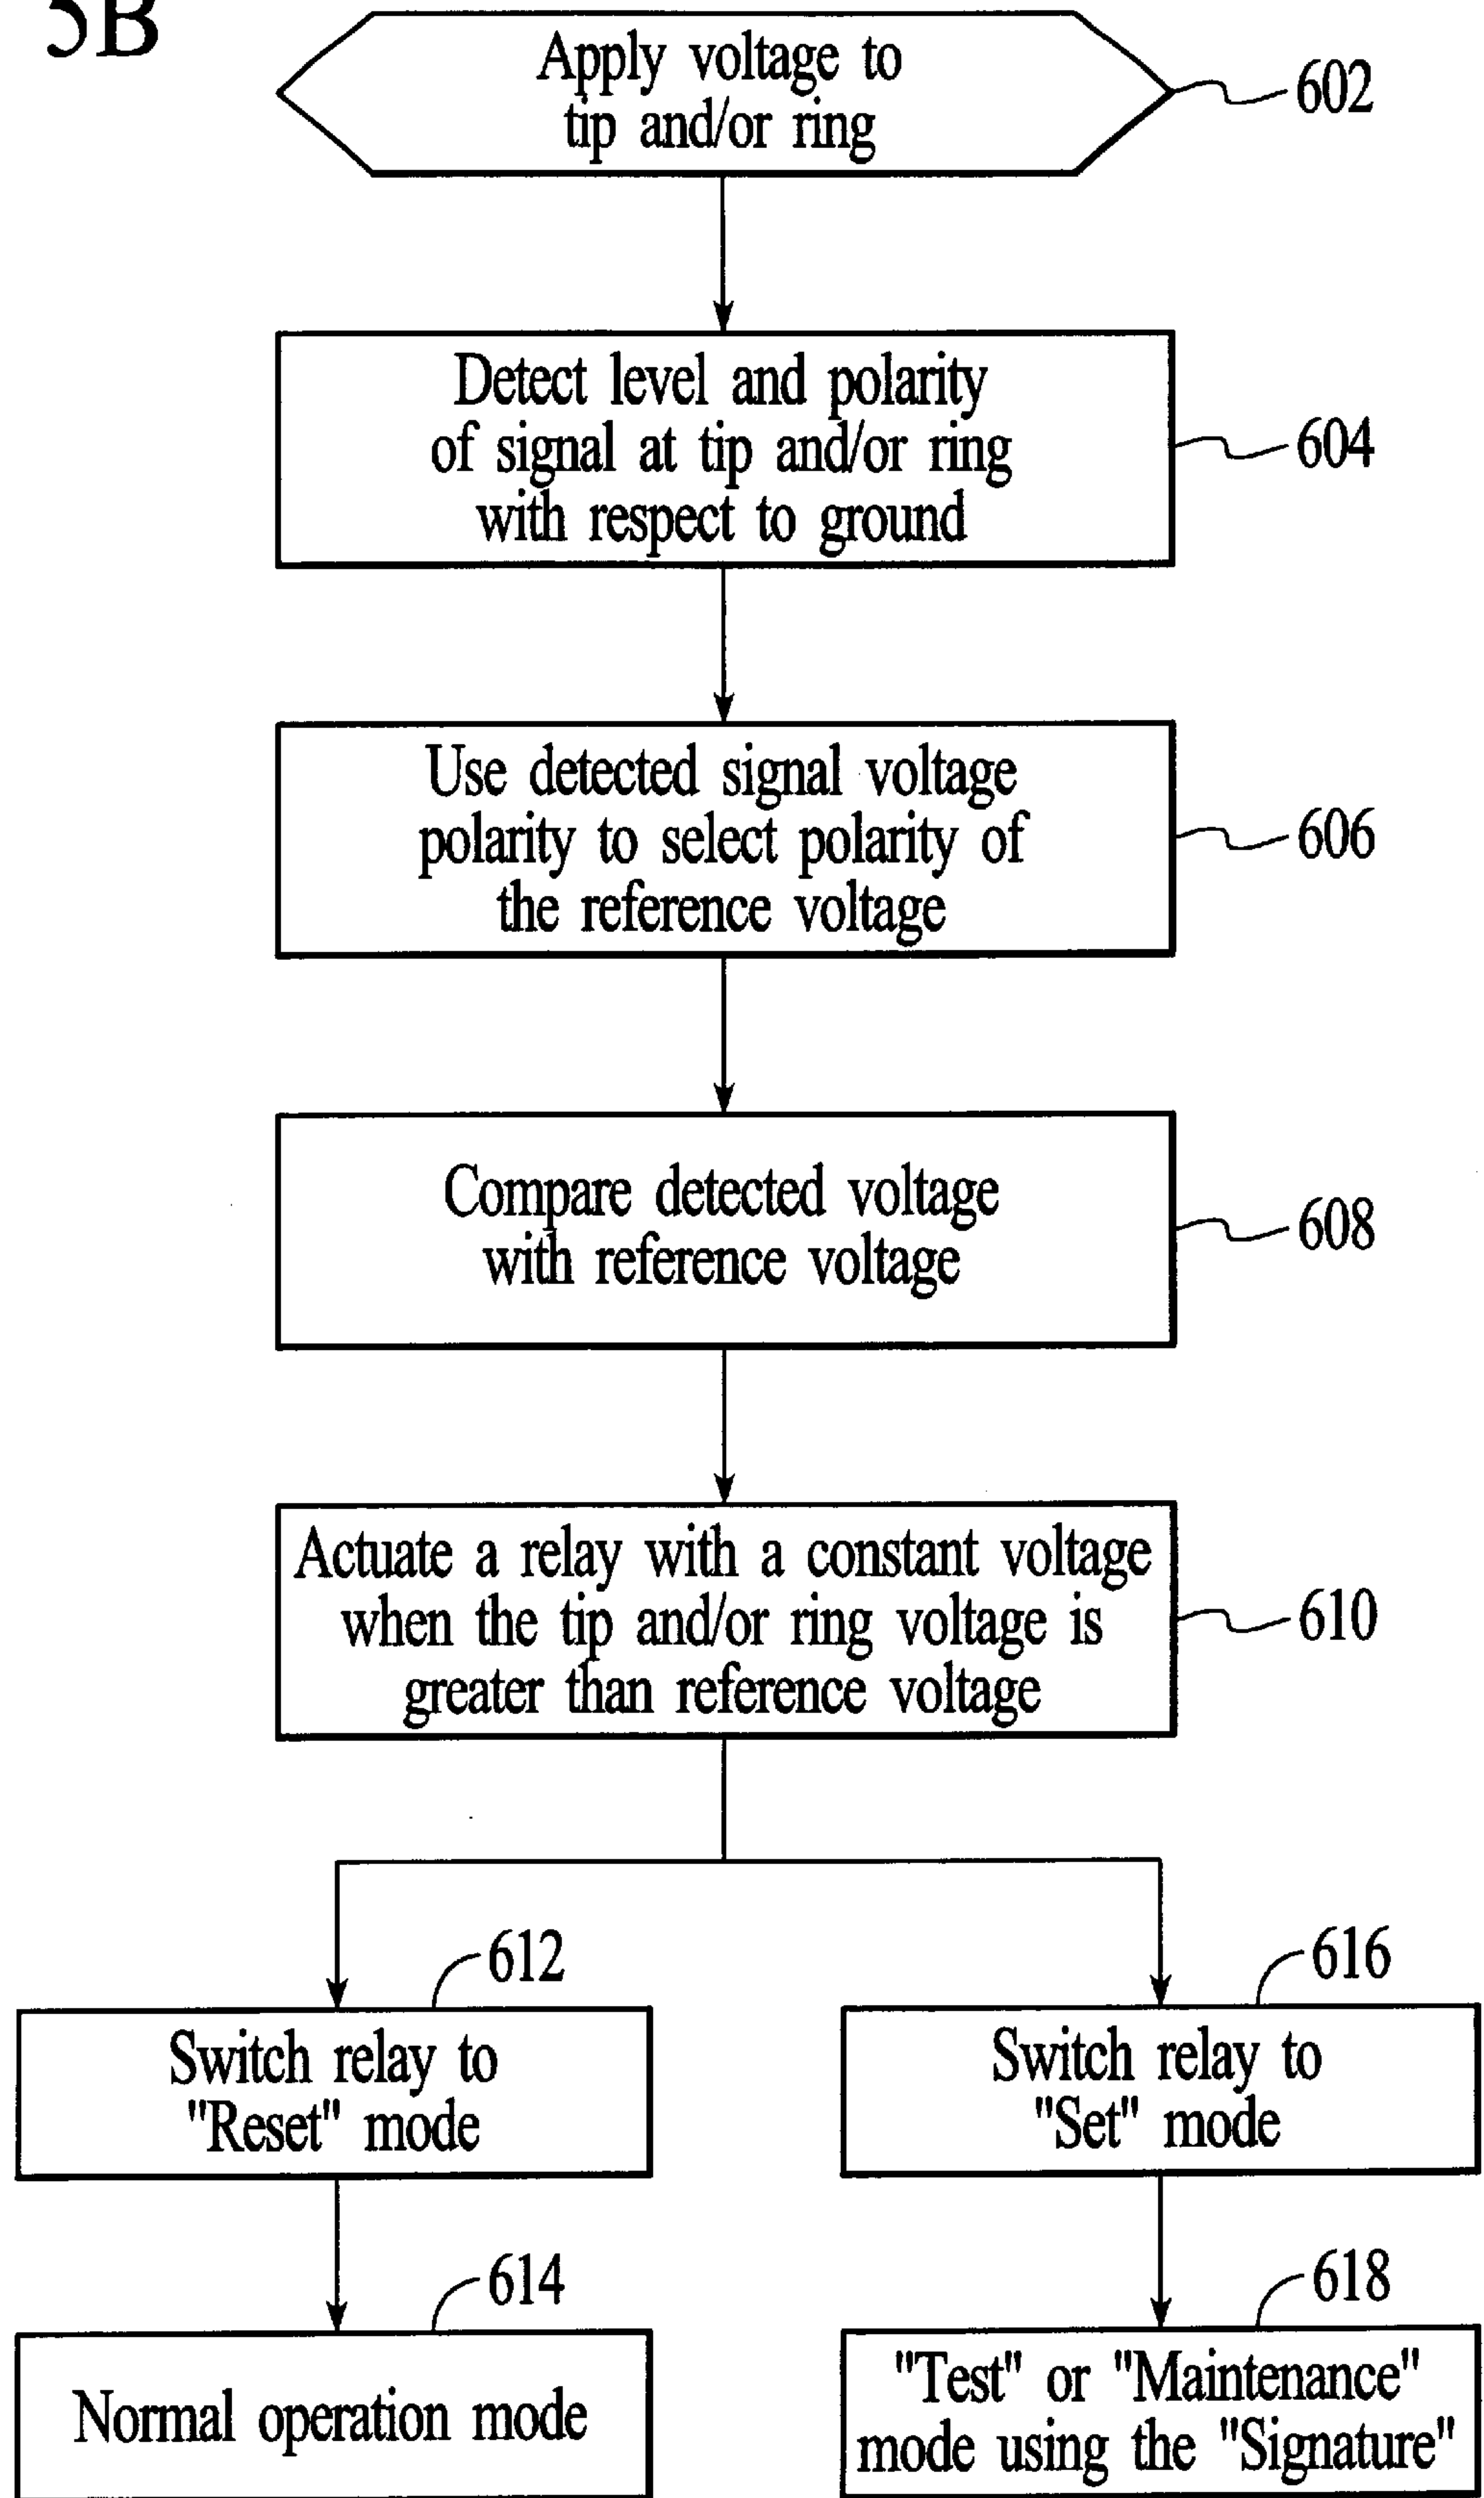 5B
Apply voltage to
tip and/or ring
602
Detect level and polarity
of signal at tip and/or ring
with respect to ground
604
Use detected signal voltage
polarity to select polarity of
the reference voltage
606
Compare detected voltage
with reference voltage
608
Actuate a relay with a constant voltage
when the tip and/or ring voltage is
greater than reference voltage
610
612
Switch relay to
"Reset" mode
616
Switch relay to
"Set" mode
614
Normal operation mode
618
"Test" or "Maintenance"
mode using the "Signature"